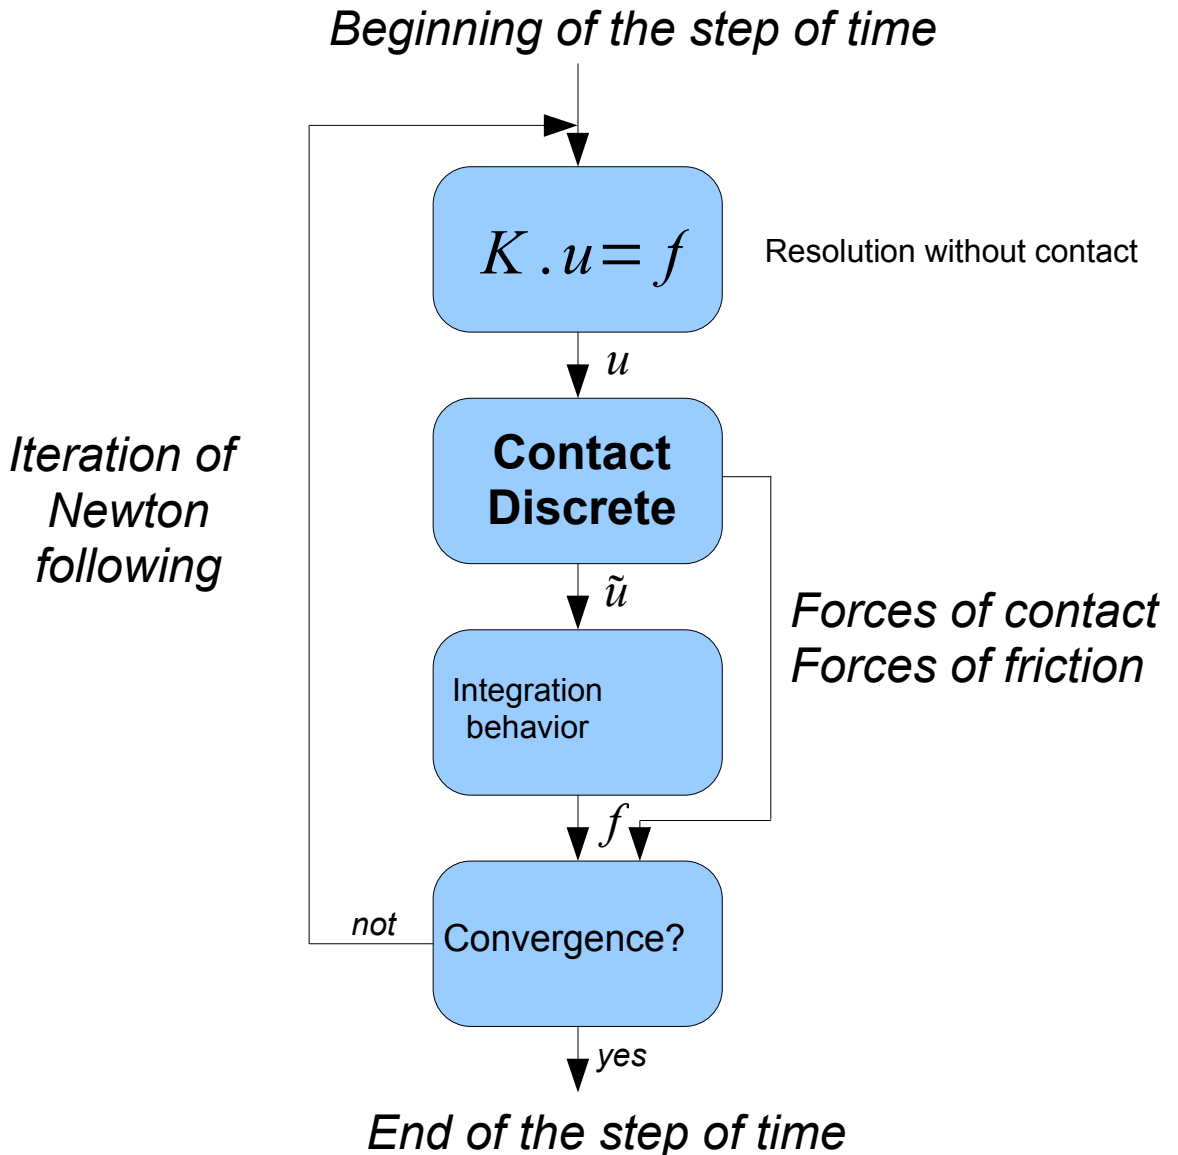 Beginning of the step of time
K . u = f
Resolution without contact
u
Contact
Discrete
Iteration of
Newton
following
ũ
Forces of contact
Forces of friction
Integration
behavior
f
not
Convergence?
yes
End of the step of time